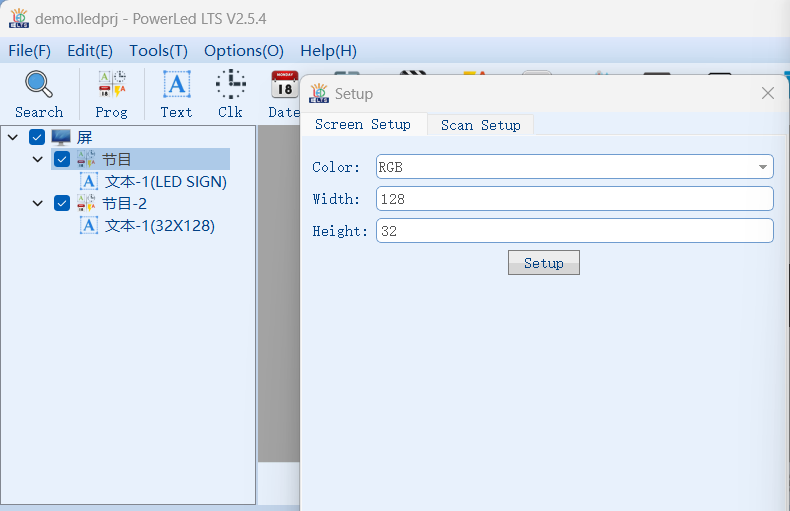 demo.lledprj - PowerLed LTS V2.5.4
File(F) Edit(E) Tools(T) Options(O) Help(H)
Search Prog Text Clk Date
MONDAY
18
屏
节目
文本-1(LED SIGN)
节目-2
文本-1(32X128)
Setup
Screen Setup Scan Setup
Color: RGB
Width: 128
Height: 32
Setup